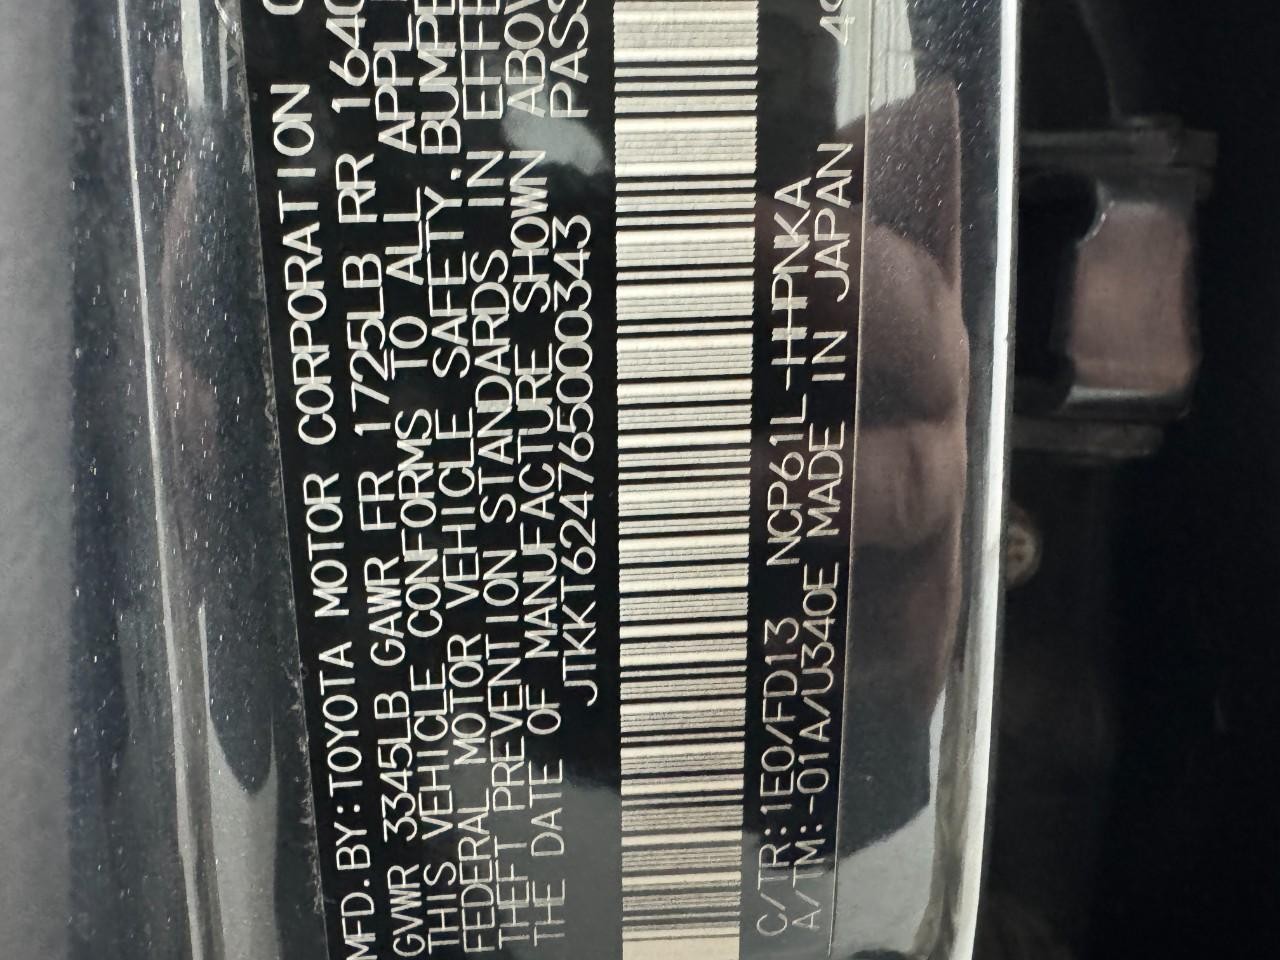 MFD. BY: TOYOTA MOTOR CORPORATION
GVWR 3345LB GAWR FR 1725LB RR 1640
THIS VEHICLE CONFORMS TO ALL APPL
FEDERAL MOTOR VEHICLE SAFETY, BUMPE
THEFT PREVENTION STANDARDS IN EFFE
THE DATE OF MANUFACTURE SHOWN ABOV
JTKKT624765000343 PASS
C/TR:1E0/FD13 NCP61L-HHPNKA
A/TM:-01A/U340E MADE IN JAPAN